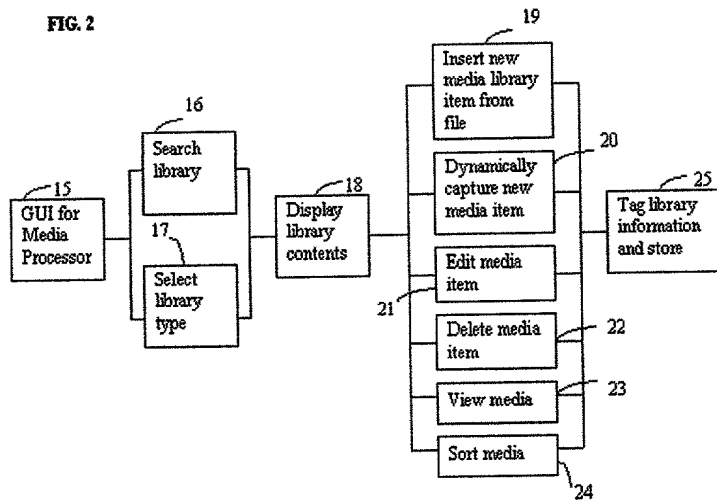 FIG. 2
15
GUI for
Media
Processor
16
Search
library
17
Select
library
type
18
Display
library
contents
19
Insert new
media library
item from
file
20
Dynamically
capture new
media item
21
Edit media
item
22
Delete media
item
23
View media
24
Sort media
25
Tag library
information
and store